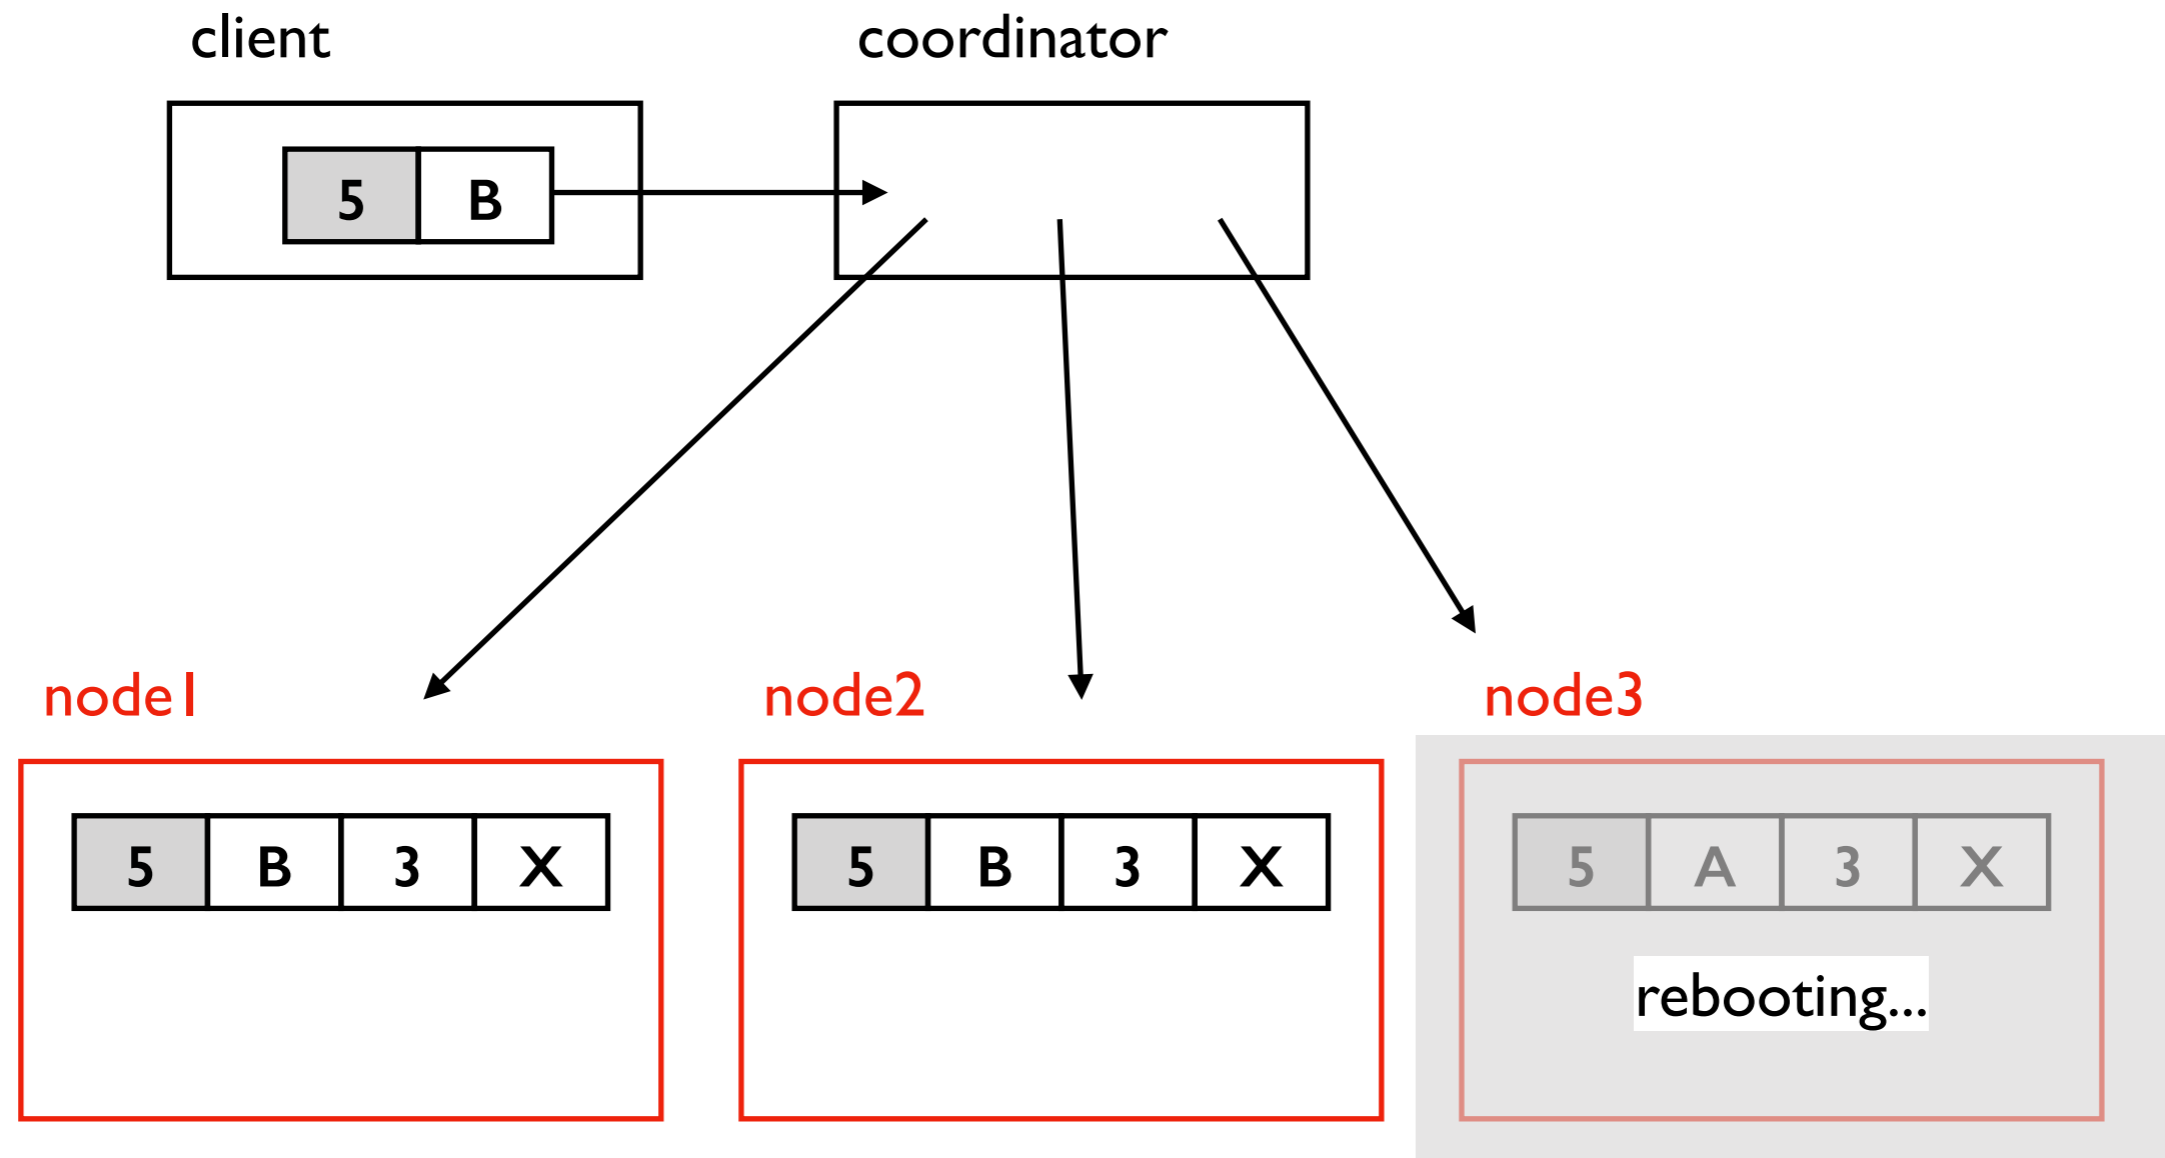 client
coordinator
5 B
node1
node2
node3
5 B 3 X
5 B 3 X
5 A 3 X
rebooting...